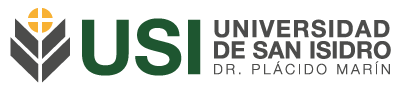 USI
UNIVERSIDAD
DE SAN ISIDRO
DR. PLÁCIDO MARÍN